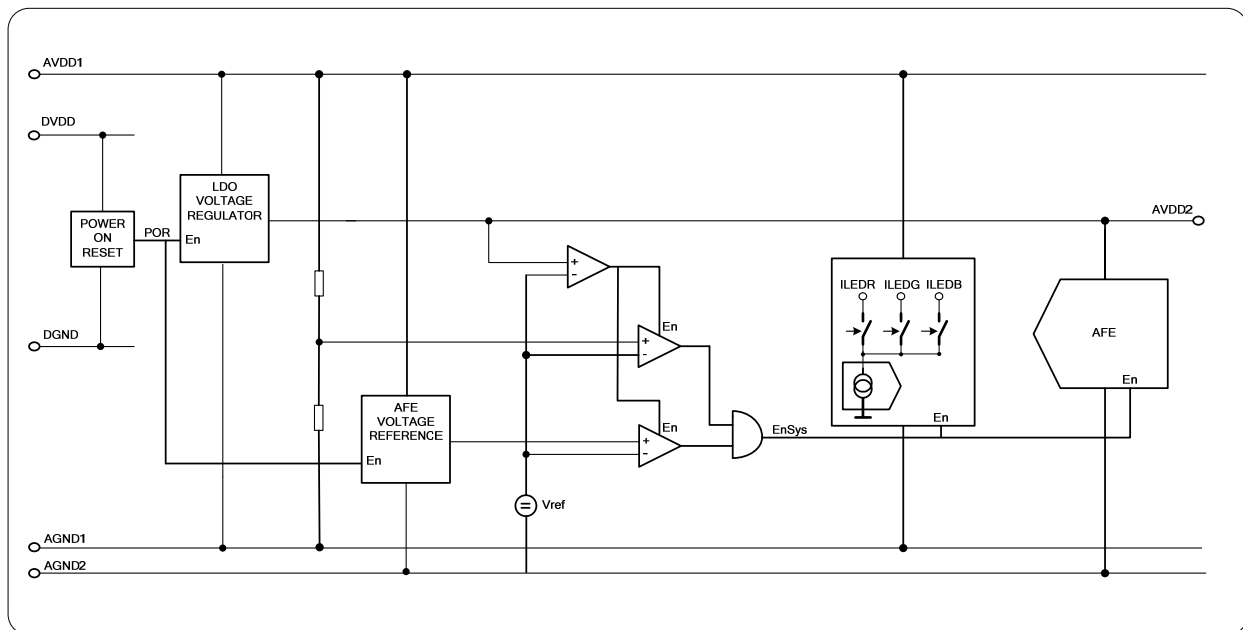 AVDD1
DVDD
LDO
VOLTAGE
REGULATOR
En
POWER
ON
RESET
POR
AVDD2
+
-
ILEDR ILEDG ILEDB
En
AFE
En
DGND
En
+
-
AFE
VOLTAGE
REFERENCE
En
En
+
-
EnSys
= Vref
AGND1
AGND2